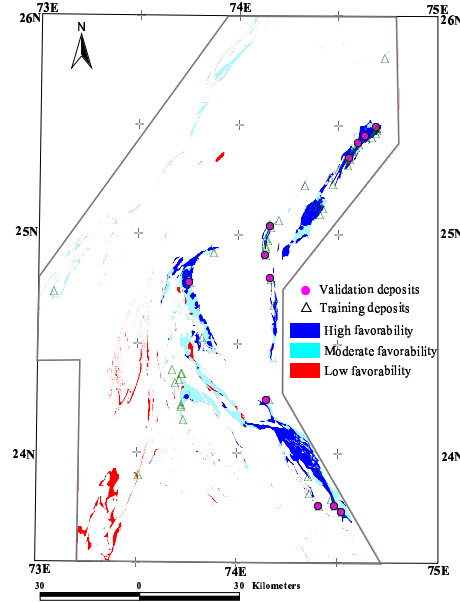 73E
74E
75E
26N
26N
N
25N
25N
Validation deposits
Training deposits
High favorability
Moderate favorability
Low favorability
24N
24N
73E
74E
75E
30 0 30 Kilometers